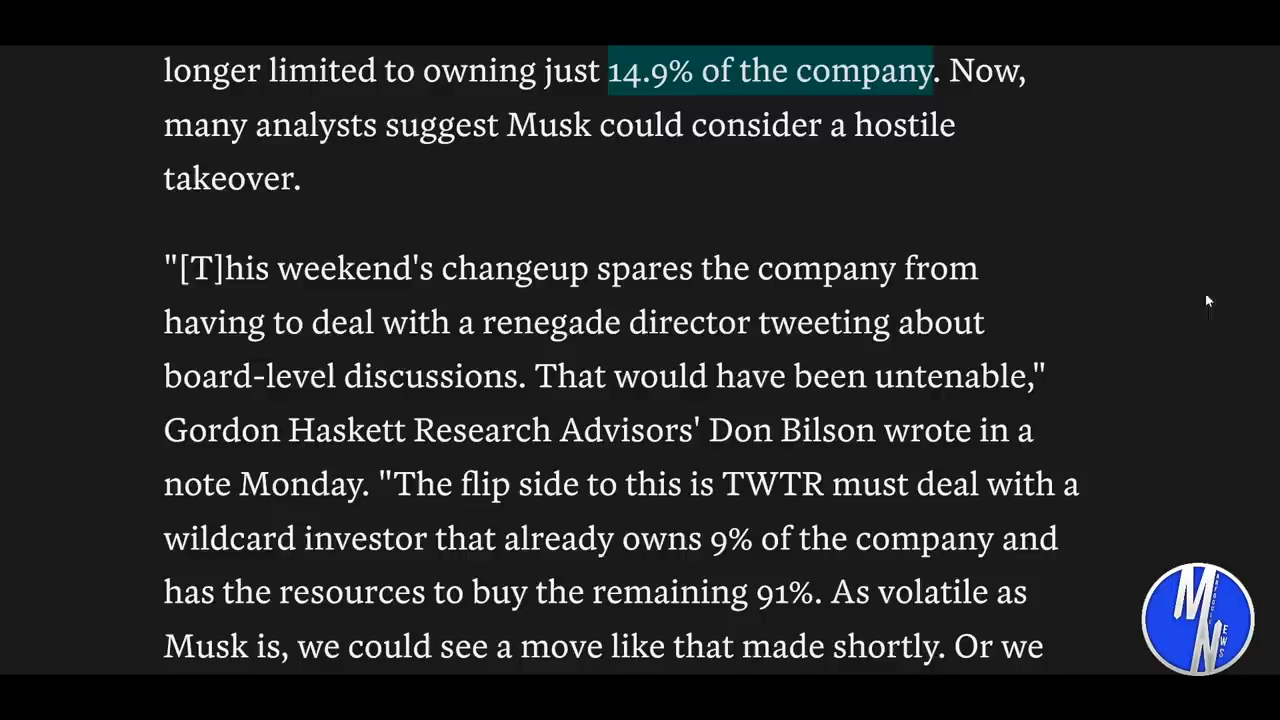 longer limited to owning just 14.9% of the company. Now,
many analysts suggest Musk could consider a hostile
takeover.
"[T]his weekend's changeup spares the company from
having to deal with a renegade director tweeting about
board-level discussions. That would have been untenable,"
Gordon Haskett Research Advisors' Don Bilson wrote in a
note Monday. "The flip side to this is TWTR must deal with a
wildcard investor that already owns 9% of the company and
has the resources to buy the remaining 91%. As volatile as
Musk is, we could see a move like that made shortly. Or we
M
N
EWS